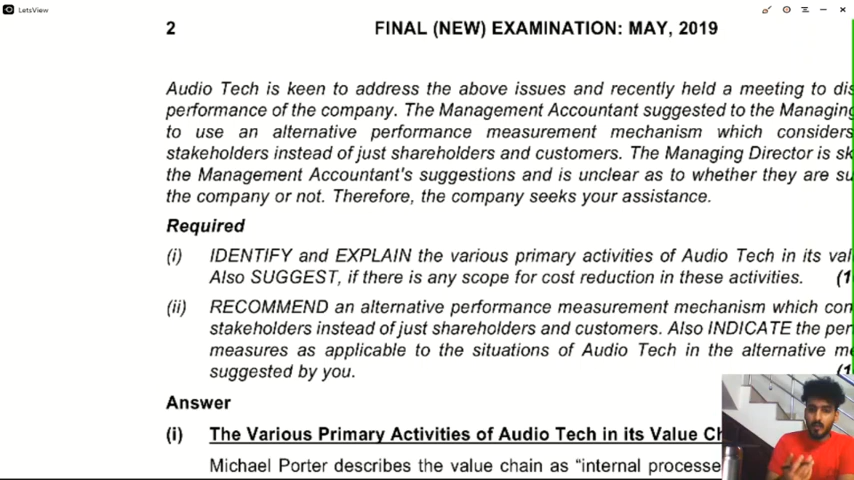 LetsView
2 FINAL (NEW) EXAMINATION: MAY, 2019
Audio Tech is keen to address the above issues and recently held a meeting to
performance of the company. The Management Accountant suggested to the Managing
to use an alternative performance measurement mechanism which considers
stakeholders instead of just shareholders and customers. The Managing Director is
the Management Accountant's suggestions and is unclear as to whether they are
the company or not. Therefore, the company seeks your assistance.
Required
(i) IDENTIFY and EXPLAIN the various primary activities of Audio Tech in its
Also SUGGEST, if there is any scope for cost reduction in these activities.
(ii) RECOMMEND an alternative performance measurement mechanism which
stakeholders instead of just shareholders and customers. Also INDICATE the
measures as applicable to the situations of Audio Tech in the alternative
suggested by you.
Answer
(i) The Various Primary Activities of Audio Tech in its Value
Michael Porter describes the value chain as “internal processe